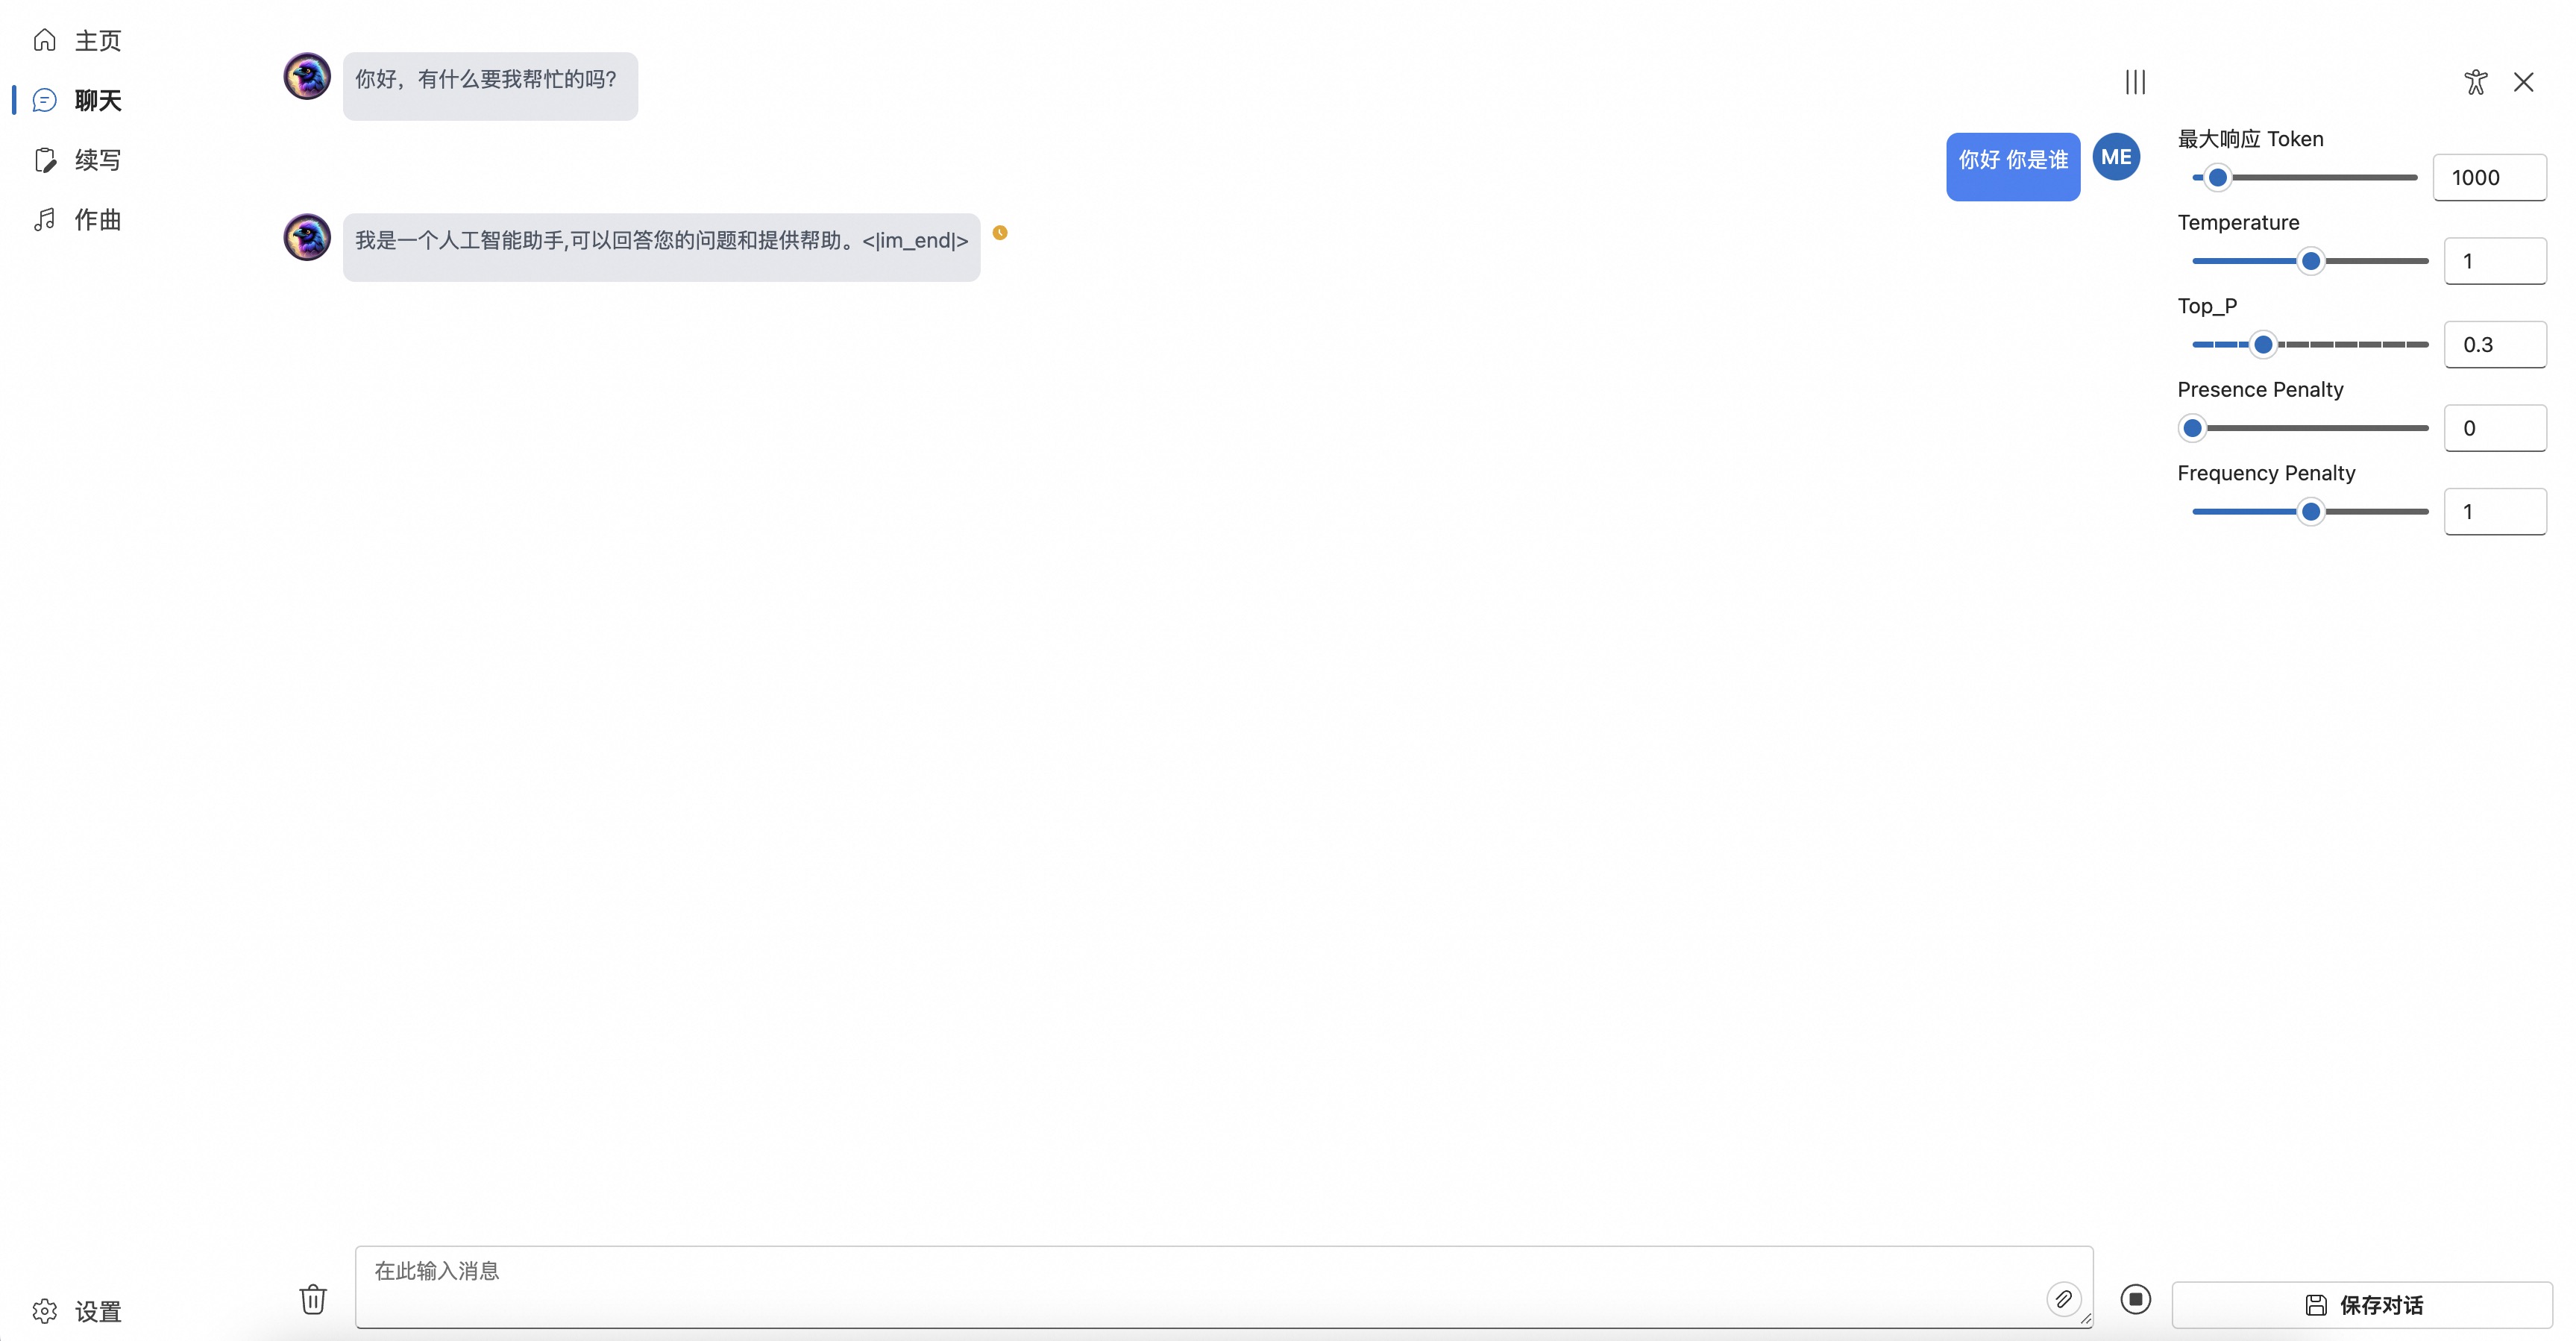 主页
聊天
续写
作曲
设置
你好，有什么要我帮忙的吗?
你好 你是谁
ME
我是一个人工智能助手,可以回答您的问题和提供帮助。<|im_end|>
最大响应 Token
1000
Temperature
1
Top_P
0.3
Presence Penalty
0
Frequency Penalty
1
在此输入消息
保存对话